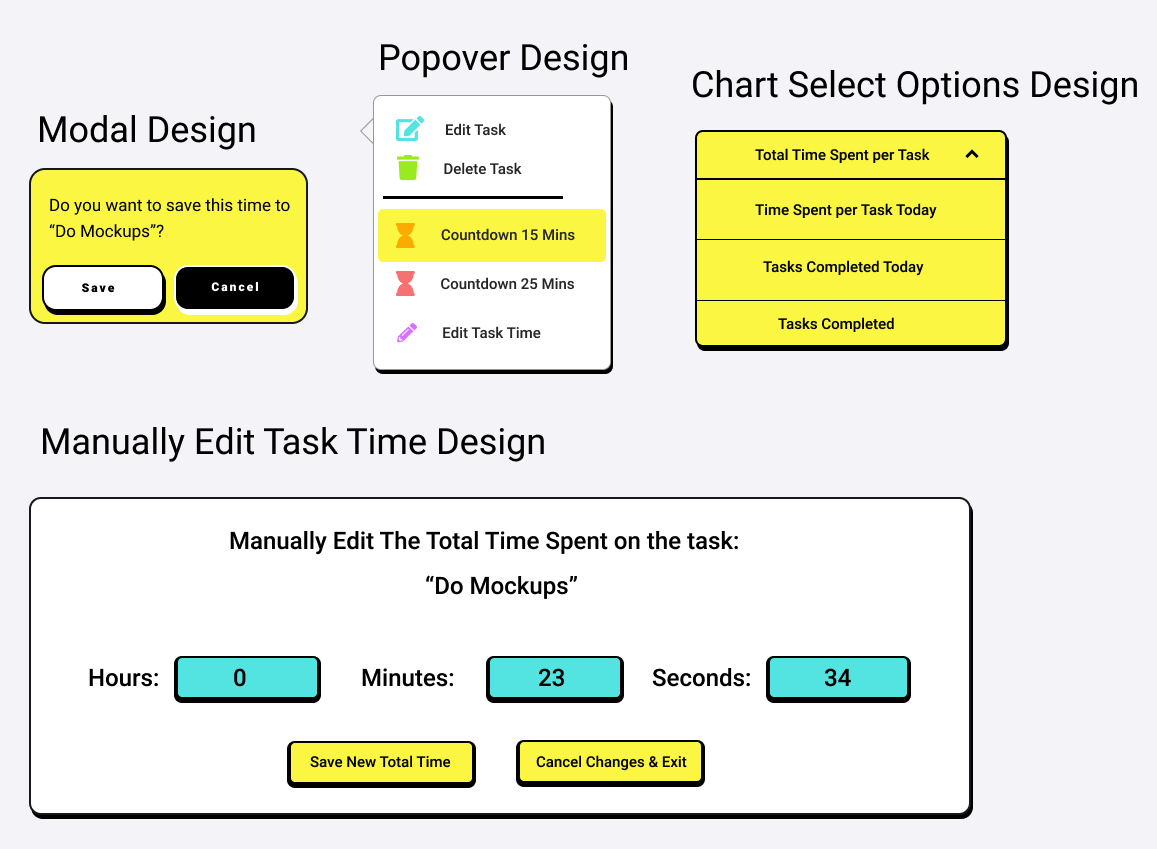 Modal Design
Do you want to save this time to
“Do Mockups”?
Save
Cancel
Popover Design
Edit Task
Delete Task
Countdown 15 Mins
Countdown 25 Mins
Edit Task Time
Chart Select Options Design
Total Time Spent per Task
Time Spent per Task Today
Tasks Completed Today
Tasks Completed
Manually Edit Task Time Design
Manually Edit The Total Time Spent on the task:
“Do Mockups”
Hours: 0 Minutes: 23 Seconds: 34
Save New Total Time
Cancel Changes & Exit